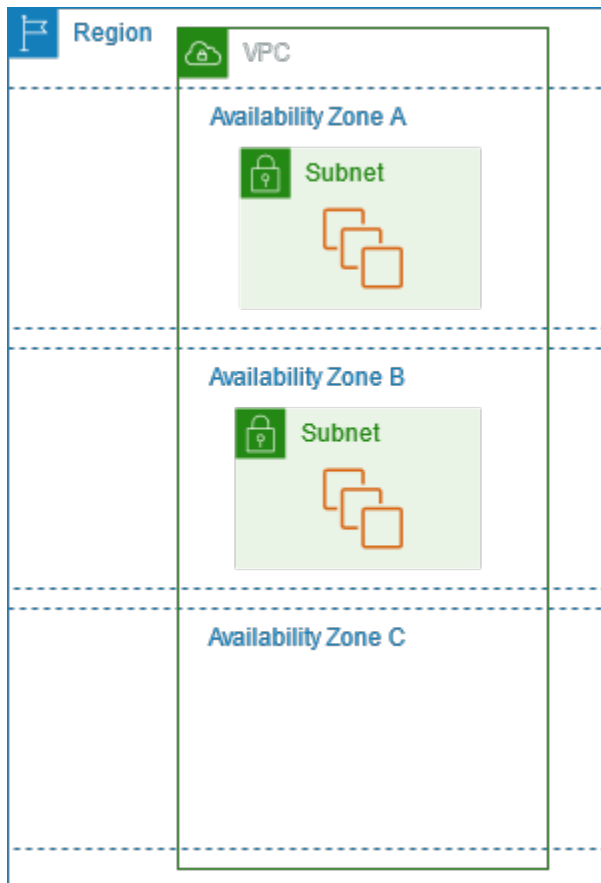 Region
VPC
Availability Zone A
Subnet
Availability Zone B
Subnet
Availability Zone C